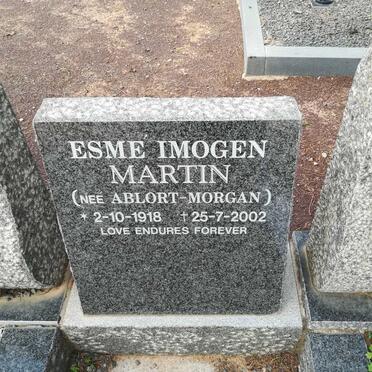 ESME IMOGEN
MARTIN
(NEE ABLORT-MORGAN)
* 2-10-1918 † 25-7-2002
LOVE ENDURES FOREVER